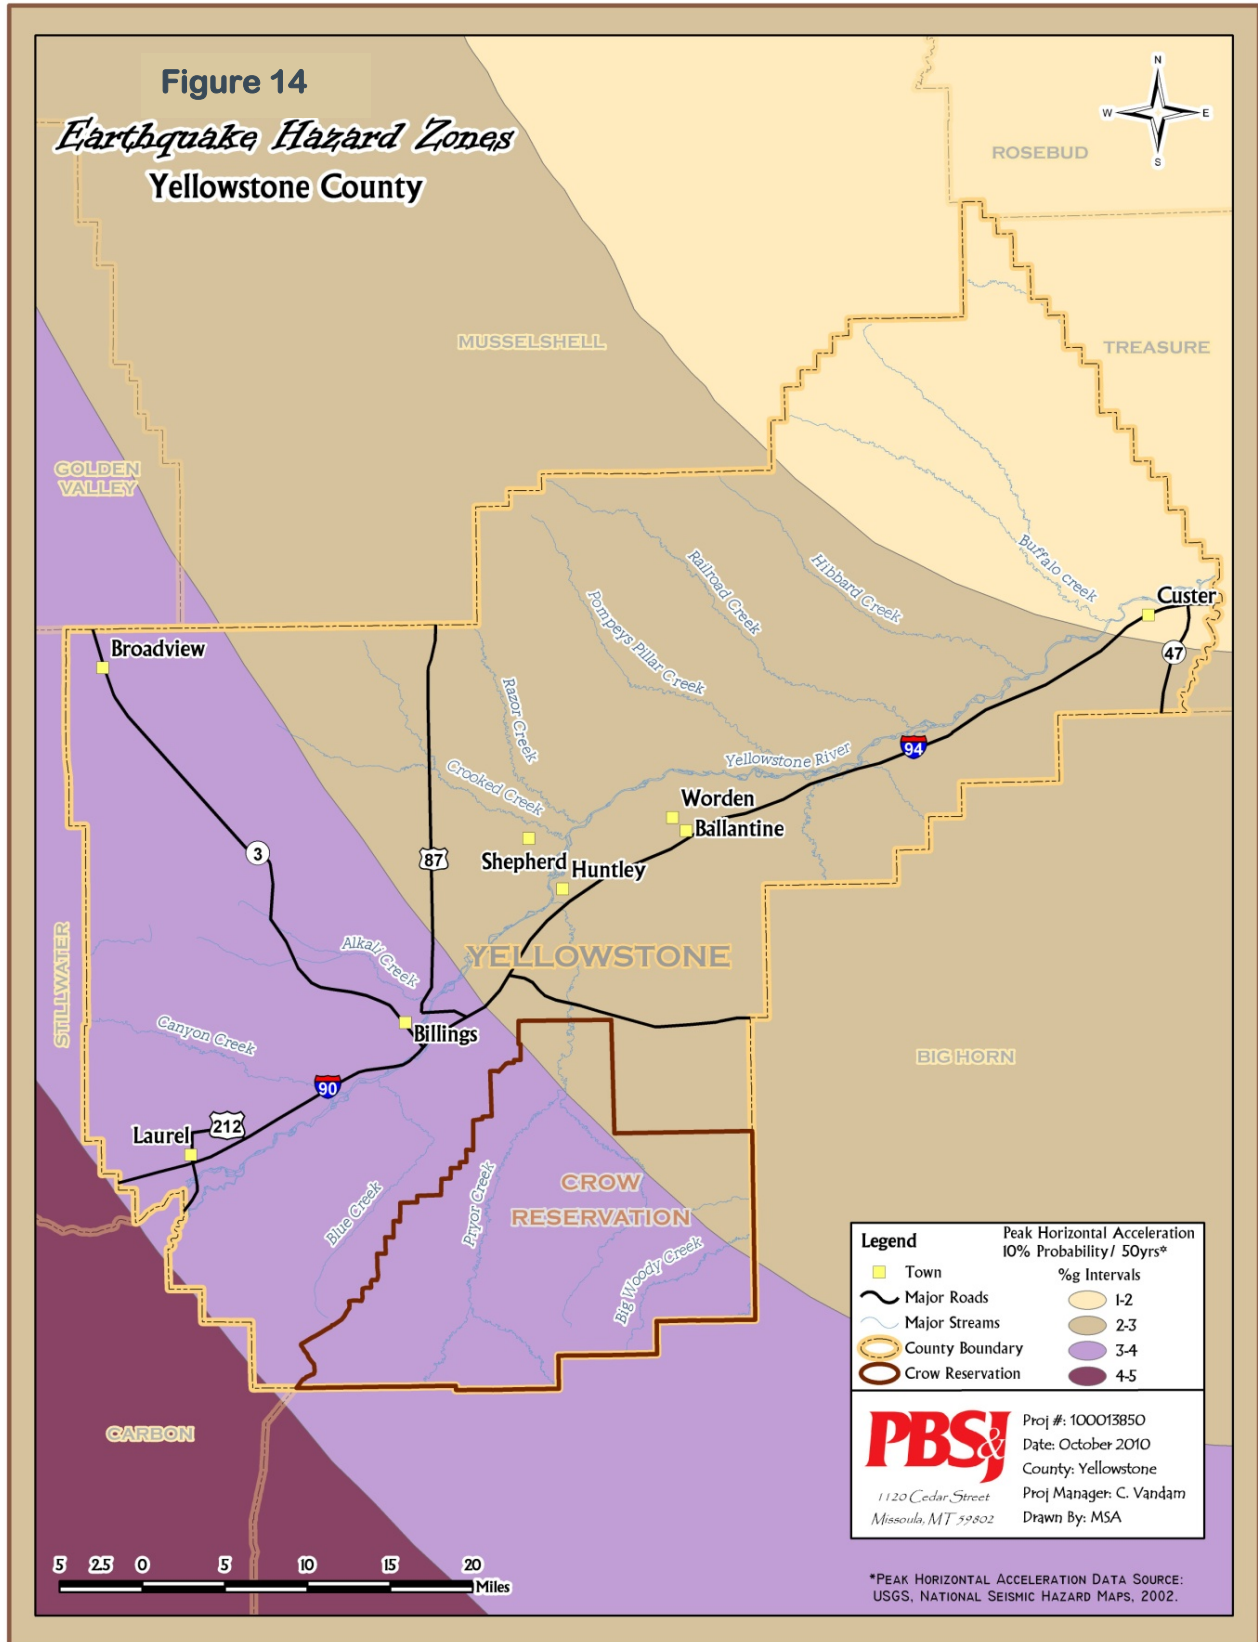 Figure 14
Earthquake Hazard Zones
Yellowstone County
N
W E
S
ROSEBUD
MUSSELSHELL
TREASURE
GOLDEN
VALLEY
Buffalo creek
Railroad Creek
Hibbard Creek
Custer
Pompeys Pillar Creek
Broadview
47
Razor Creek
94
Yellowstone River
Crooked Creek
Worden
Ballantine
3
87
Shepherd
Huntley
STILLWATER
Alkali Creek
YELLOWSTONE
Canyon Creek
Billings
BIG HORN
90
212
Laurel
Blue Creek
Pryor Creek
CROW
RESERVATION
Big Woody Creek
CARBON
Legend
Town
Major Roads
Major Streams
County Boundary
Crow Reservation
Peak Horizontal Acceleration
10% Probability/ 50yrs*
%g Intervals
1-2
2-3
3-4
4-5
PBS&J
1120 Cedar Street
Missoula, MT 59802
Proj #: 100013850
Date: October 2010
County: Yellowstone
Proj Manager: C. Vandam
Drawn By: MSA
5 2.5 0 5 10 15 20
Miles
*PEAK HORIZONTAL ACCELERATION DATA SOURCE:
USGS, NATIONAL SEISMIC HAZARD MAPS, 2002.